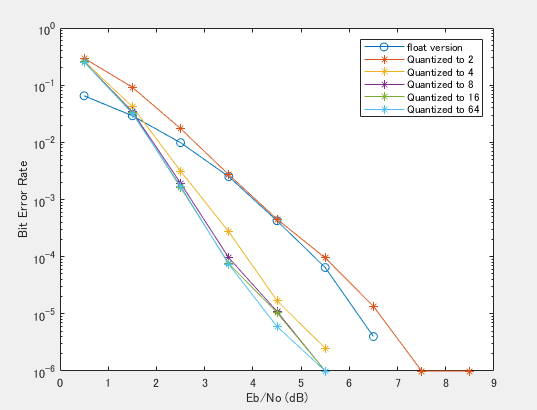 10^0
10^-1
10^-2
10^-3
10^-4
10^-5
10^-6
Bit Error Rate
0 1 2 3 4 5 6 7 8 9
Eb/No (dB)
float version
Quantized to 2
Quantized to 4
Quantized to 8
Quantized to 16
Quantized to 64